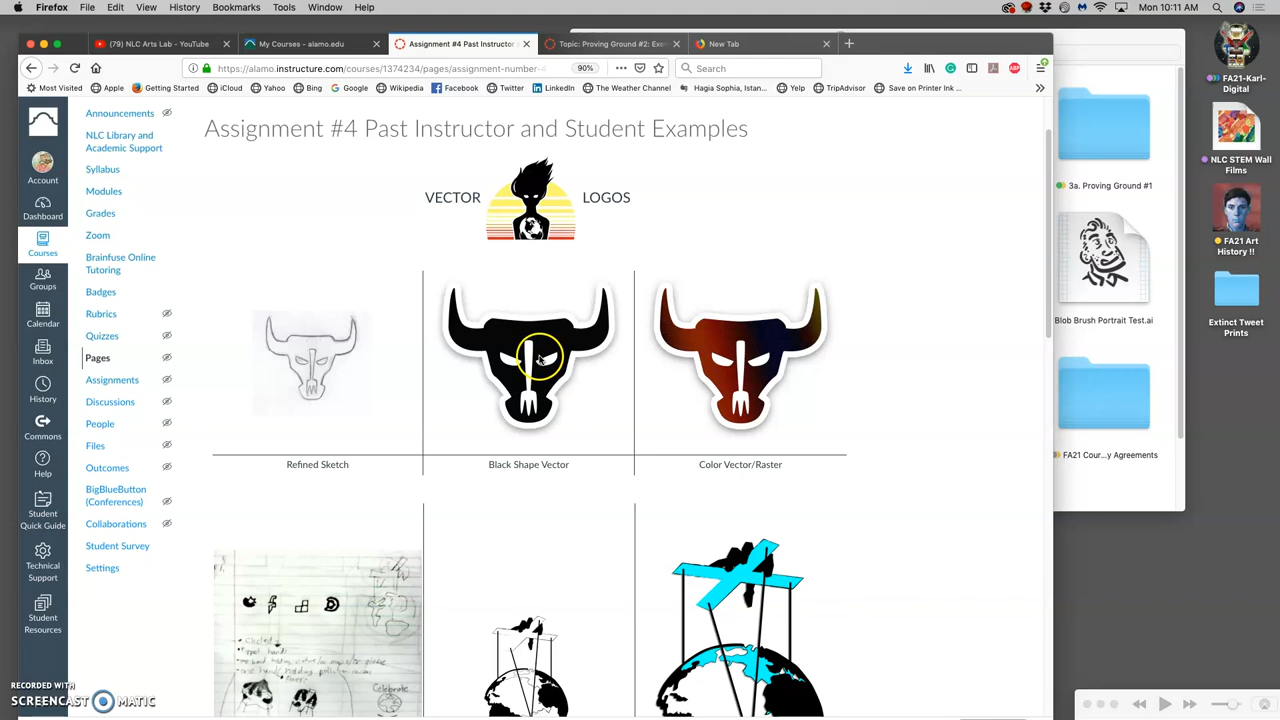 Firefox File Edit View History Bookmarks Tools Window Help Mon 10:11 AM
(79) NLC Arts Lab - YouTube × My Courses - alamo.edu × Assignment #4 Past Instructor × Topic: Proving Ground #2: Exe × New Tab × +
https://alamo.instructure.com/courses/1374234/pages/assignment-number-4 90% Search
Most Visited Apple Getting Started iCloud Yahoo Bing Google Wikipedia Facebook Twitter LinkedIn The Weather Channel Hagia Sophia, Istan... Yelp TripAdvisor Save on Printer Ink ...
Account
Dashboard
Courses
Groups
Calendar
Inbox
History
Commons
Help
Student
Quick Guide
Technical
Support
Student
Resources
Announcements
NLC Library and
Academic Support
Syllabus
Modules
Grades
Zoom
Brainfuse Online
Tutoring
Badges
Rubrics
Quizzes
Pages
Assignments
Discussions
People
Files
Outcomes
BigBlueButton
(Conferences)
Collaborations
Student Survey
Settings
Assignment #4 Past Instructor and Student Examples
VECTOR LOGOS
Refined Sketch Black Shape Vector Color Vector/Raster
Celebrate
3a. Proving Ground #1
Blob Brush Portrait Test.ai
FA21 Cour...y Agreements
FA21-Karl-
Digital
NLC STEM Wall
Films
FA21 Art
History !!
Extinct Tweet
Prints
RECORDED WITH
SCREENCAST MATIC